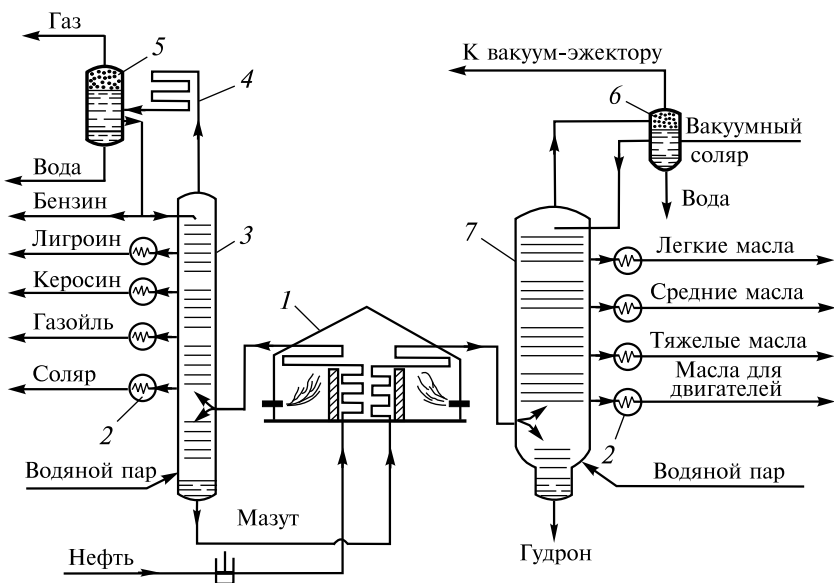 Газ
5
4
К вакуум-эжектору
6
Вакуумный
соляр
Вода
Вода
Бензин
3
7
Лигроин
Легкие масла
Керосин
1
Средние масла
Газойль
Тяжелые масла
Соляр
Масла для
двигателей
2
2
Водяной пар
Водяной пар
Мазут
Гудрон
Нефть